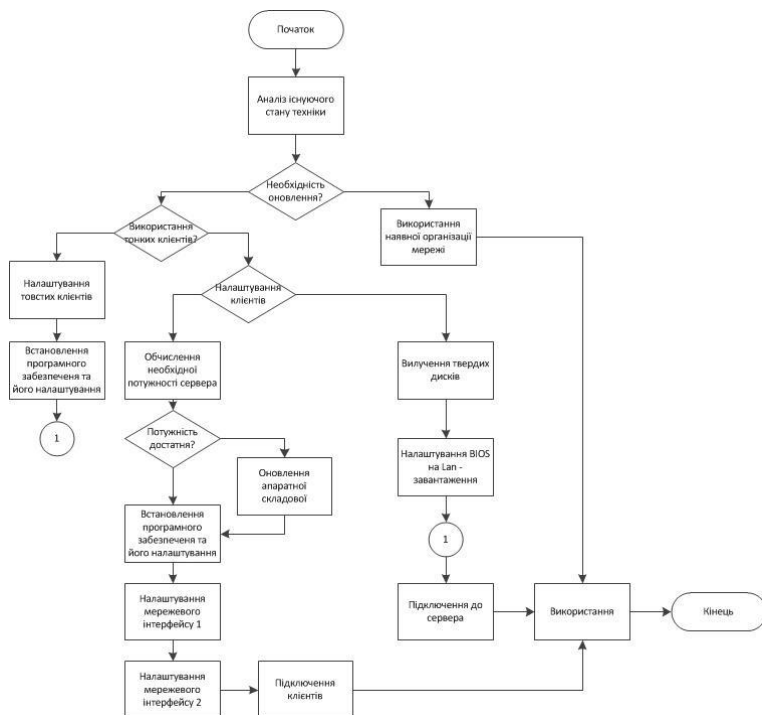 Початок
Аналіз існуючого
стану техніки
Необхідність
оновлення?
Використання
тонких клієнтів?
Використання
наявної організації
мережі
Налаштування
товстих клієнтів
Налаштування
клієнтів
Встановлення
програмного
забезпеченя та
його налаштування
Обчислення
необхідної
потужності сервера
Вилучення твердих
дисків
1
Потужність
достатня?
Оновлення
апаратної
складової
Налаштування BIOS
на Lan -
завантаження
Встановлення
програмного
забезпеченя та
його налаштування
1
Налаштування
мережевого
інтерфейсу 1
Підключення до
сервера
Використання
Кінець
Налаштування
мережевого
інтерфейсу 2
Підключення
клієнтів